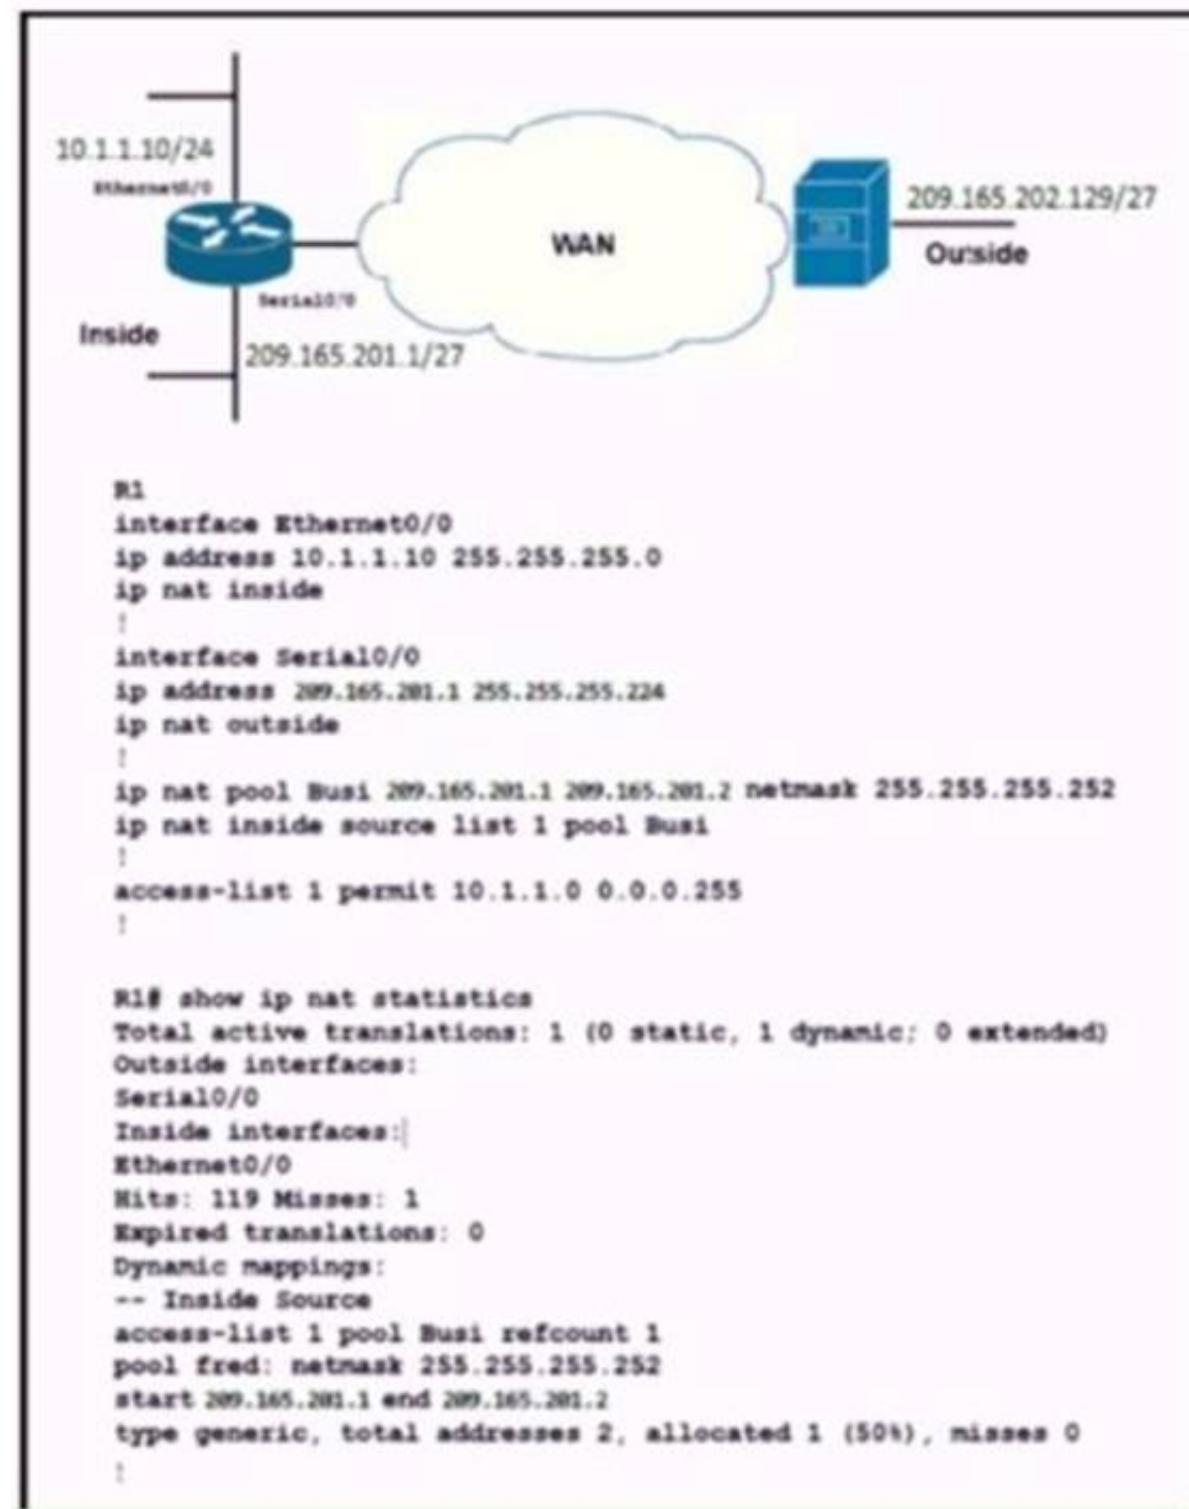 10.1.1.10/24
Ethernet0/0
Serial0/0
Inside
209.165.201.1/27
WAN
209.165.202.129/27
Outside
R1
interface Ethernet0/0
ip address 10.1.1.10 255.255.255.0
ip nat inside
!
interface Serial0/0
ip address 209.165.201.1 255.255.255.224
ip nat outside
!
ip nat pool Busi 209.165.201.1 209.165.201.2 netmask 255.255.255.252
ip nat inside source list 1 pool Busi
!
access-list 1 permit 10.1.1.0 0.0.0.255
!
R1# show ip nat statistics
Total active translations: 1 (0 static, 1 dynamic; 0 extended)
Outside interfaces:
Serial0/0
Inside interfaces:
Ethernet0/0
Hits: 119 Misses: 1
Expired translations: 0
Dynamic mappings:
-- Inside Source
access-list 1 pool Busi refcount 1
pool fred: netmask 255.255.255.252
start 209.165.201.1 end 209.165.201.2
type generic, total addresses 2, allocated 1 (50%), misses 0
!